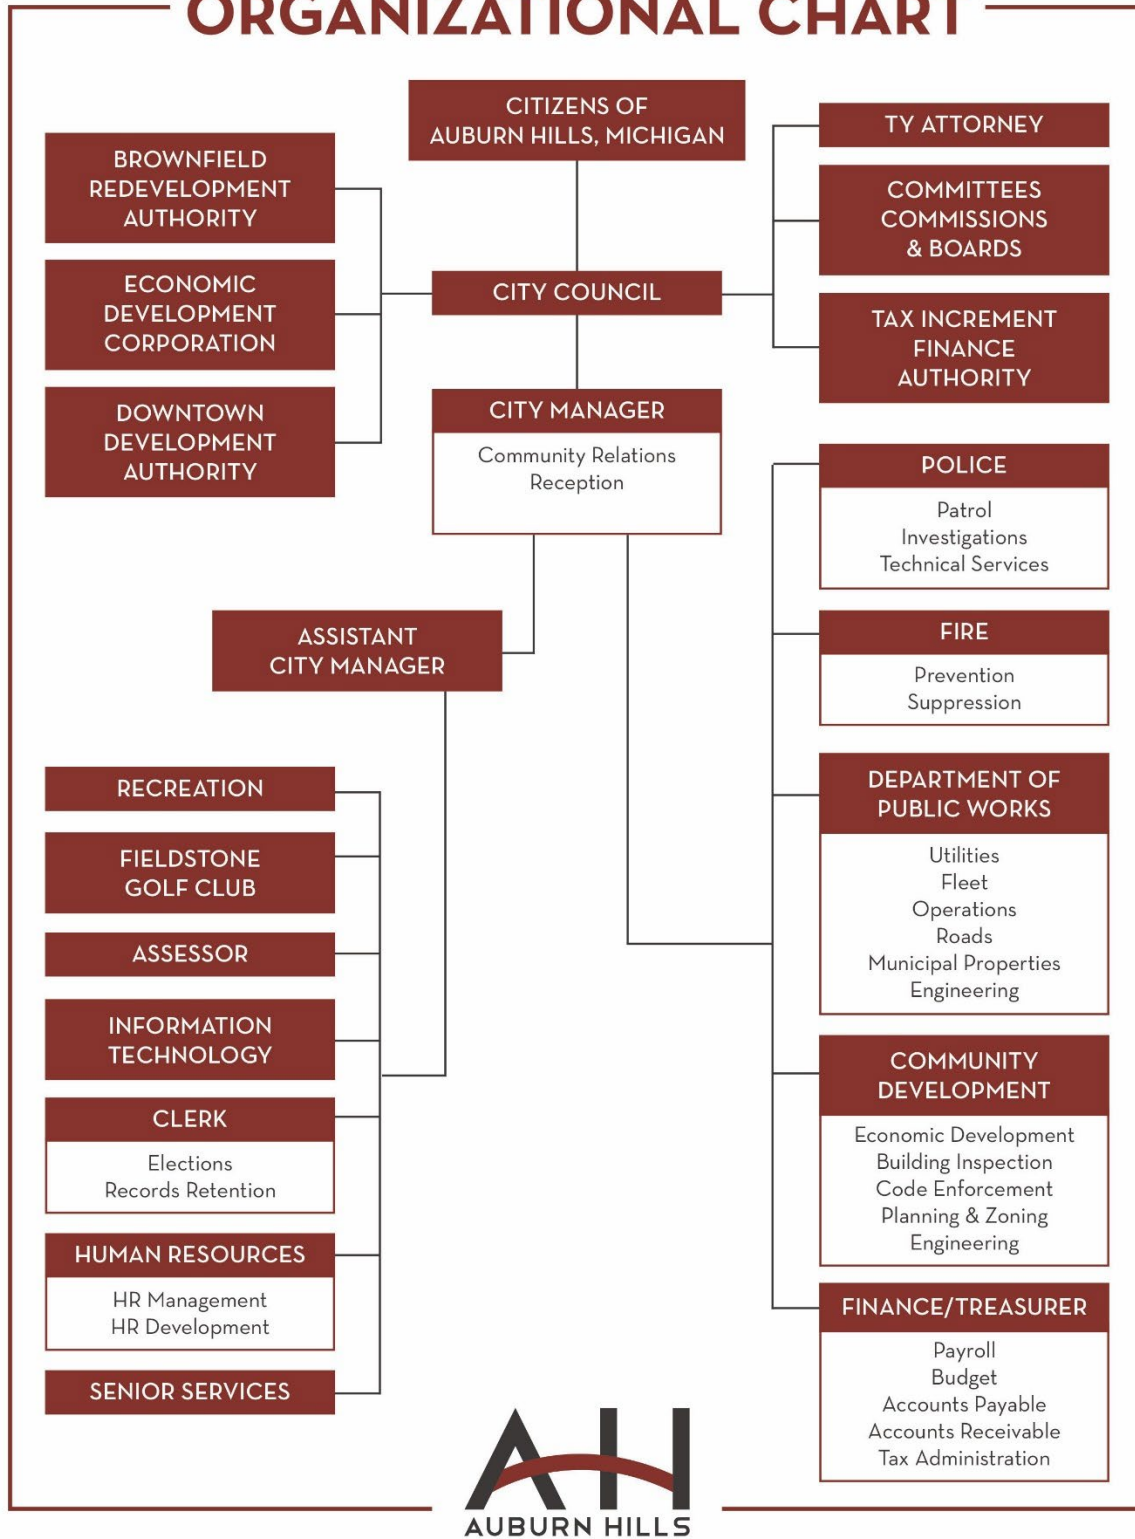 ORGANIZATIONAL CHART
CITIZENS OF
AUBURN HILLS, MICHIGAN
BROWNFIELD
REDEVELOPMENT
AUTHORITY
ECONOMIC
DEVELOPMENT
CORPORATION
DOWNTOWN
DEVELOPMENT
AUTHORITY
CITY COUNCIL
TY ATTORNEY
COMMITTEES
COMMISSIONS
& BOARDS
TAX INCREMENT
FINANCE
AUTHORITY
CITY MANAGER
Community Relations
Reception
ASSISTANT
CITY MANAGER
RECREATION
FIELDSTONE
GOLF CLUB
ASSESSOR
INFORMATION
TECHNOLOGY
CLERK
Elections
Records Retention
HUMAN RESOURCES
HR Management
HR Development
SENIOR SERVICES
POLICE
Patrol
Investigations
Technical Services
FIRE
Prevention
Suppression
DEPARTMENT OF
PUBLIC WORKS
Utilities
Fleet
Operations
Roads
Municipal Properties
Engineering
COMMUNITY
DEVELOPMENT
Economic Development
Building Inspection
Code Enforcement
Planning & Zoning
Engineering
FINANCE/TREASURER
Payroll
Budget
Accounts Payable
Accounts Receivable
Tax Administration
AH
AUBURN HILLS